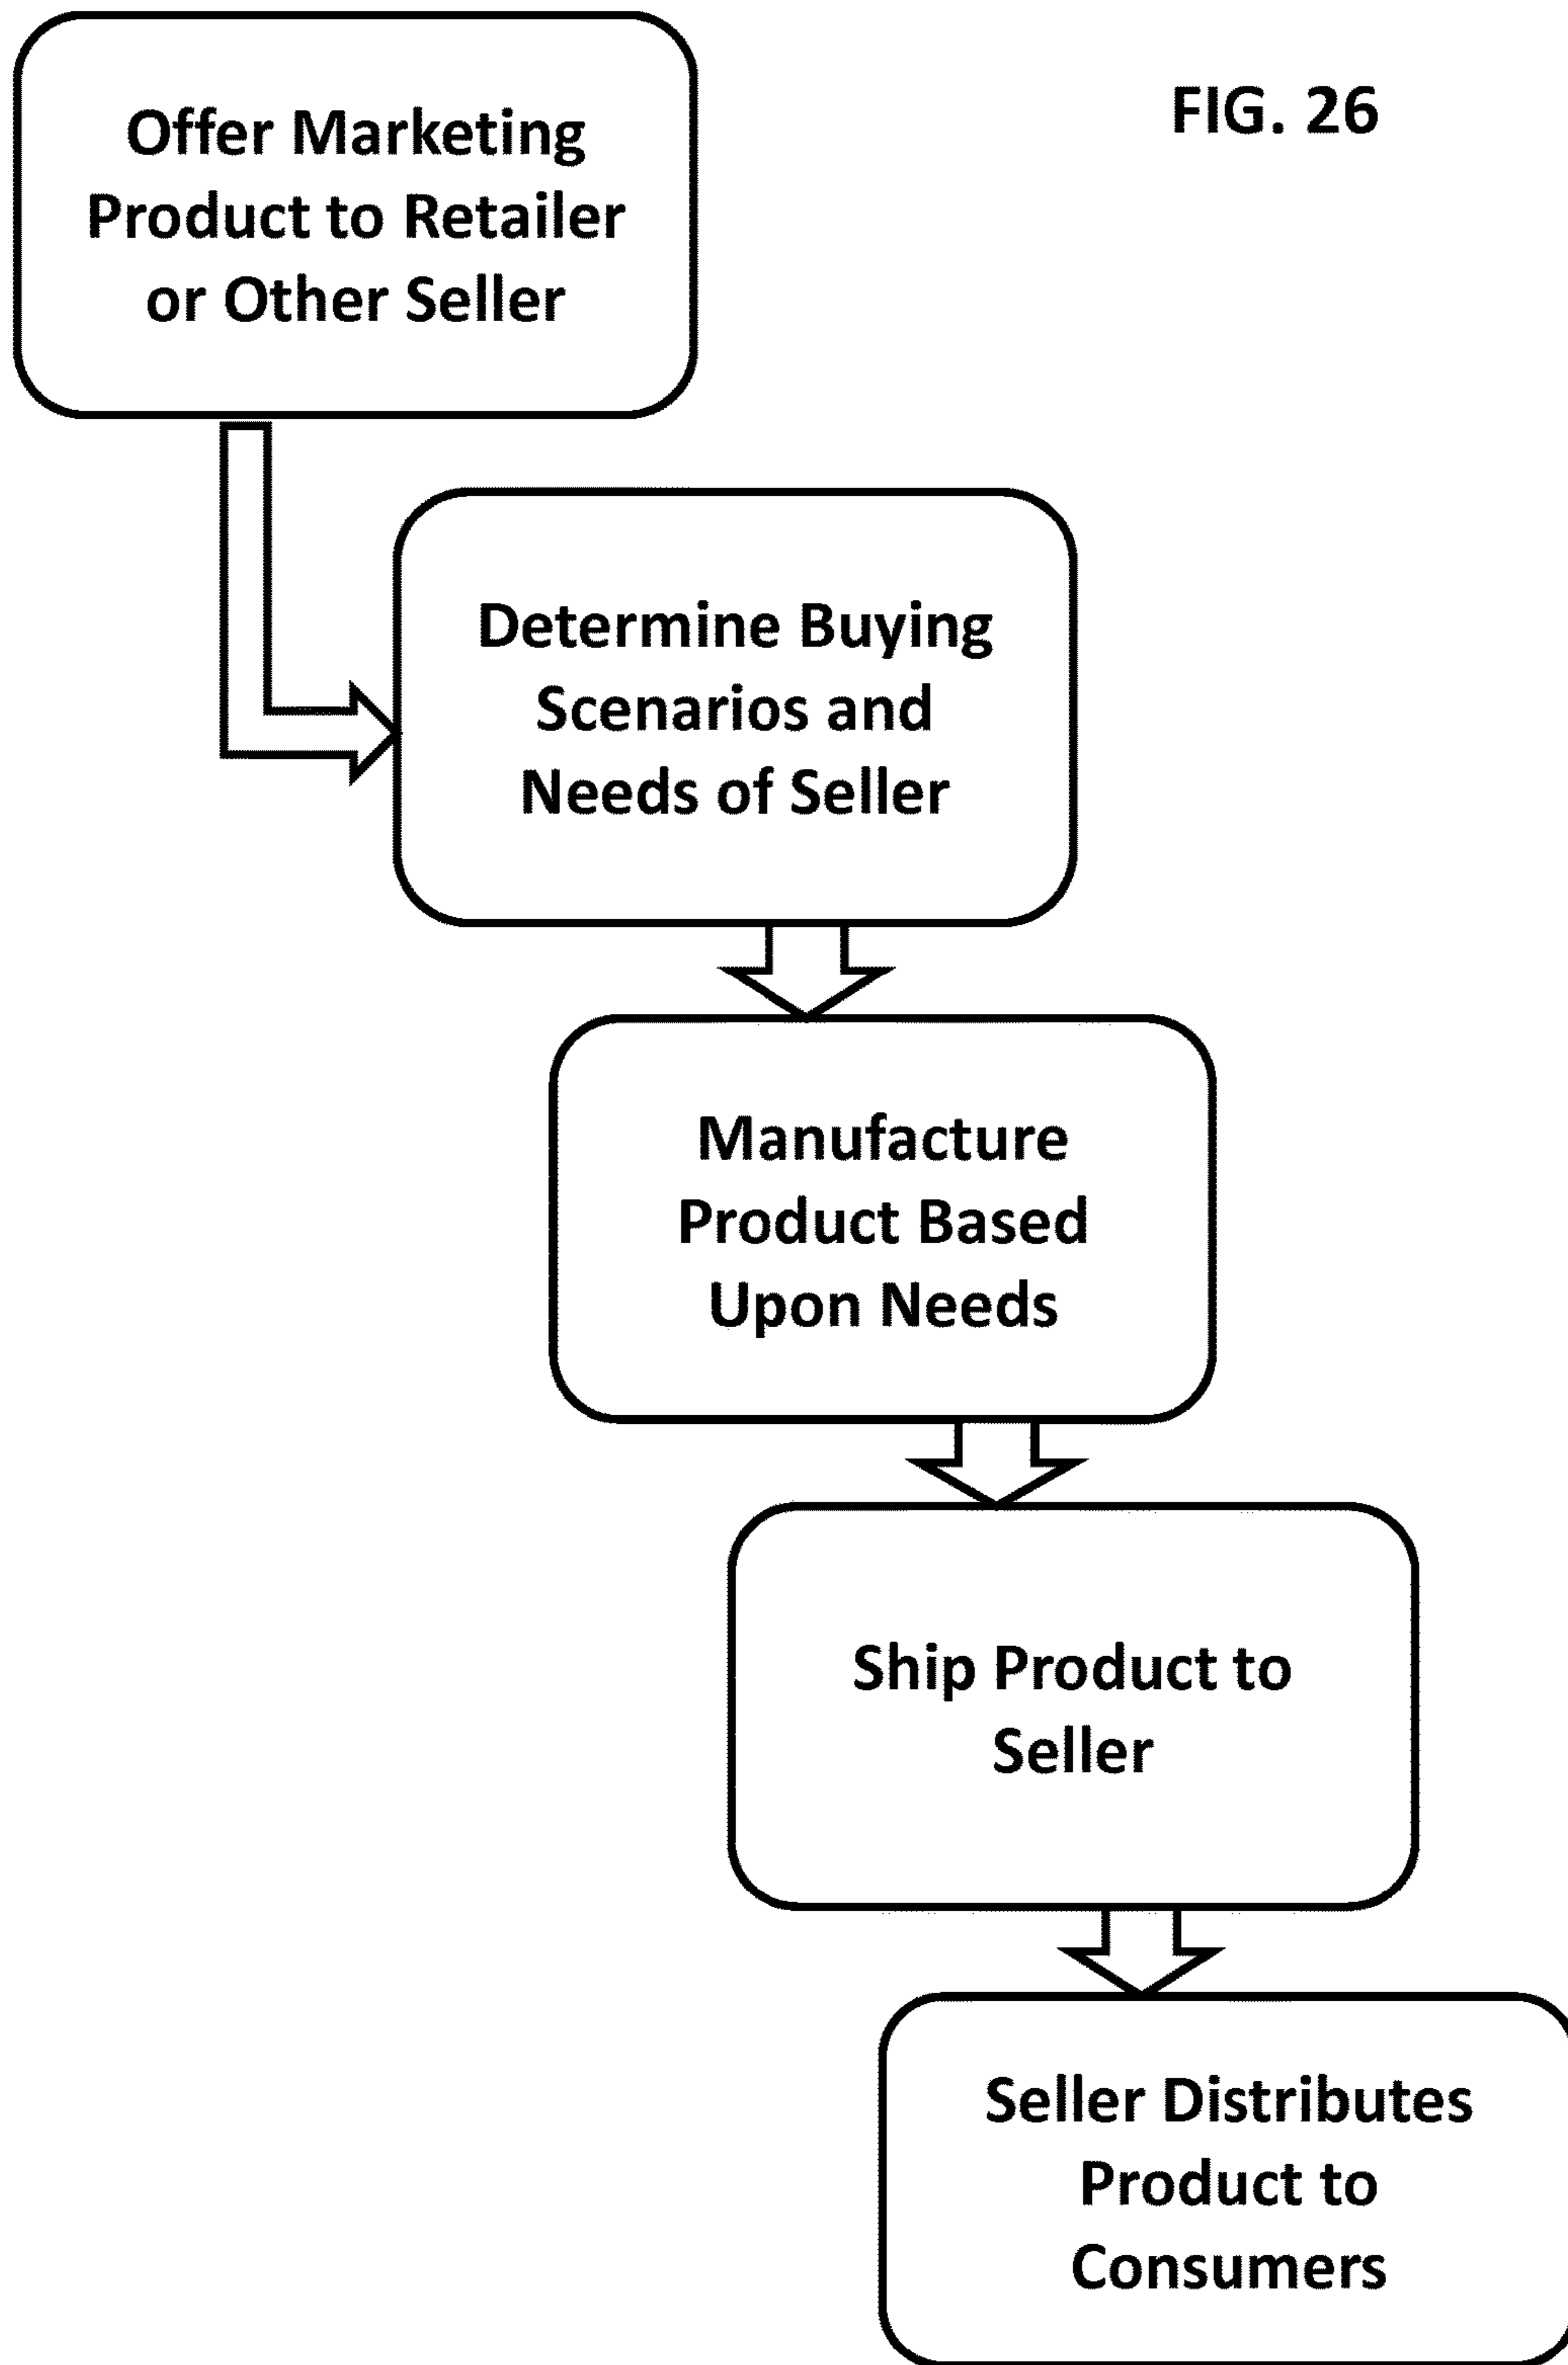 FIG. 26
Offer Marketing
Product to Retailer
or Other Seller
Determine Buying
Scenarios and
Needs of Seller
Manufacture
Product Based
Upon Needs
Ship Product to
Seller
Seller Distributes
Product to
Consumers